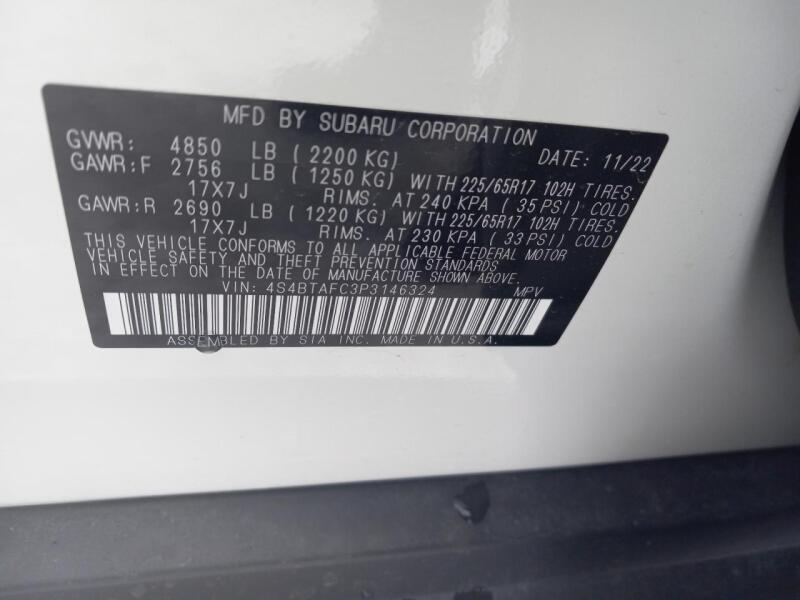 MFD BY SUBARU CORPORATION
GVWR: 4850 LB ( 2200 KG) DATE: 11/22
GAWR:F 2756 LB ( 1250 KG) WITH 225/65R17 102H TIRES.
17X7J RIMS. AT 240 KPA ( 35 PSI) COLD
GAWR:R 2690 LB ( 1220 KG) WITH 225/65R17 102H TIRES.
17X7J RIMS. AT 230 KPA ( 33 PSI) COLD
THIS VEHICLE CONFORMS TO ALL APPLICABLE FEDERAL MOTOR
VEHICLE SAFETY AND THEFT PREVENTION STANDARDS
IN EFFECT ON THE DATE OF MANUFACTURE SHOWN ABOVE.
VIN: 4S4BTAFC3P3146324 MPV
ASSEMBLED BY SIA INC. MADE IN U.S.A.